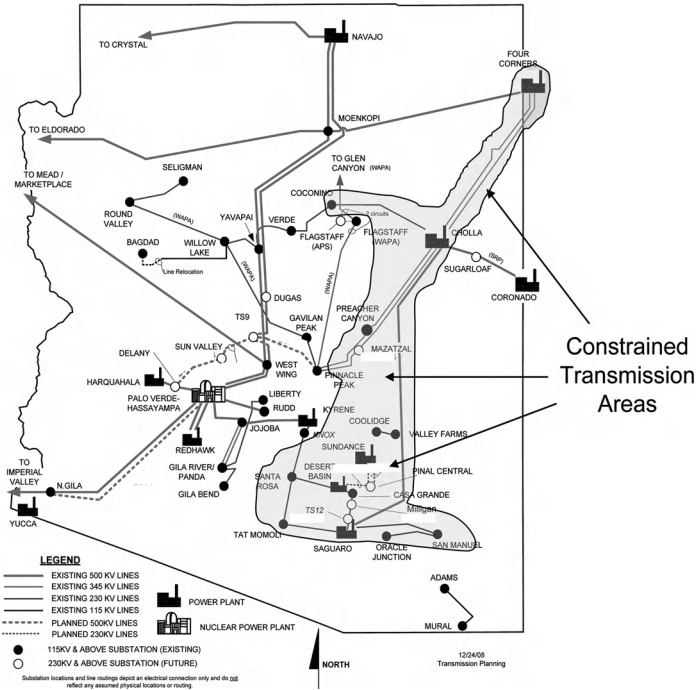 NAVAJO
TO CRYSTAL
FOUR
CORNERS
MOENKOPI
TO ELDORADO
TO GLEN
CANYON (WAPA)
TO MEAD /
MARKETPLACE
SELIGMAN
COCONINO
2 circuits
ROUND
VALLEY
(WAPA)
YAVAPAI
VERDE
FLAGSTAFF
(APS)
FLAGSTAFF
(WAPA)
CHOLLA
BAGDAD
WILLOW
LAKE
Line Relocation
(WAPA)
(WAPA)
SUGARLOAF
(SRP)
CORONADO
DUGAS
GAVILAN
PEAK
PREACHER
CANYON
TS9
SUN VALLEY
MAZATZAL
Constrained
Transmission
Areas
DELANY
WEST
WING
PINNACLE
PEAK
HARQUAHALA
PALO VERDE-
HASSAYAMPA
LIBERTY
RUDD
KYRENE
KNOX
COOLIDGE
VALLEY FARMS
JOJOBA
REDHAWK
SUNDANCE
TO
IMPERIAL
VALLEY
N.GILA
GILA RIVER/
PANDA
GILA BEND
SANTA
ROSA
DESERT
BASIN
PINAL CENTRAL
CASA GRANDE
TS12
Milligan
YUCCA
TAT MOMOLI
SAGUARO
ORACLE
JUNCTION
SAN MANUEL
LEGEND
EXISTING 500 KV LINES
EXISTING 345 KV LINES
EXISTING 230 KV LINES
EXISTING 115 KV LINES
PLANNED 500KV LINES
PLANNED 230KV LINES
POWER PLANT
NUCLEAR POWER PLANT
115KV & ABOVE SUBSTATION (EXISTING)
230KV & ABOVE SUBSTATION (FUTURE)
Substation locations and line routings depict an electrical connection only and do not
reflect any assumed physical locations or routing.
ADAMS
MURAL
NORTH
12/24/08
Transmission Planning